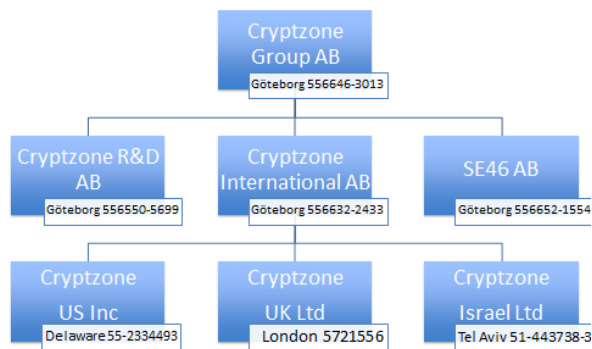 Cryptzone
Group AB
Göteborg 556646-3013
Cryptzone R&D
AB
Göteborg 556550-5699
Cryptzone
International AB
Göteborg 556632-2433
SE46 AB
Göteborg 556652-1554
Cryptzone
US Inc
Delaware 55-2334493
Cryptzone
UK Ltd
London 5721556
Cryptzone
Israel Ltd
Tel Aviv 51-443738-3